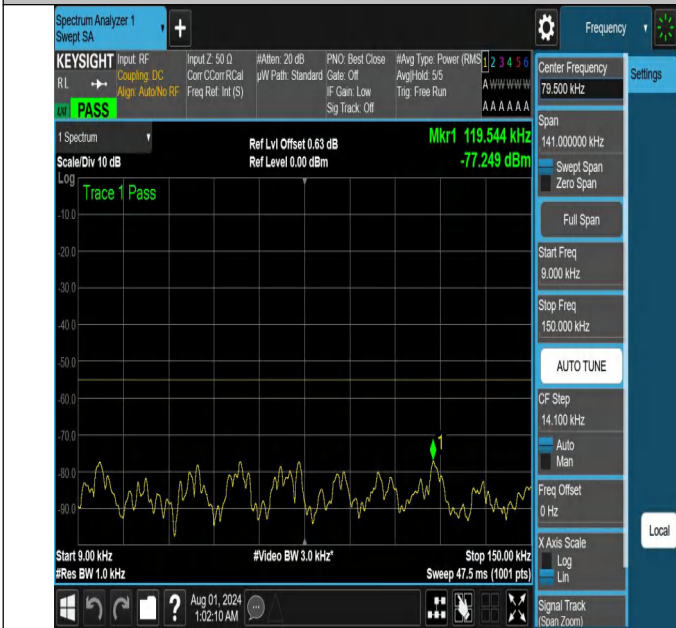 Spectrum Analyzer 1
Swept SA
+
Frequency
KEYSIGHT
RL
PASS
Input: RF
Coupling: DC
Align: Auto/No RF
Input Z: 50 Ω
Corr CCorr RCal
Freq Ref: Int (S)
#Atten: 20 dB
µW Path: Standard
PNO: Best Close
Gate: Off
IF Gain: Low
Sig Track: Off
#Avg Type: Power (RMS
Avg|Hold: 5/5
Trig: Free Run
1 2 3 4 5 6
A W W W W W
A A A A A A
Center Frequency
79.500 kHz
Settings
Span
141.000000 kHz
Swept Span
Zero Span
Full Span
Start Freq
9.000 kHz
Stop Freq
150.000 kHz
AUTO TUNE
CF Step
14.100 kHz
Auto
Man
Freq Offset
0 Hz
X Axis Scale
Log
Lin
Local
Signal Track
(Span Zoom)
1 Spectrum
Scale/Div 10 dB
Log
Ref Lvl Offset 0.63 dB
Ref Level 0.00 dBm
Mkr1 119.544 kHz
-77.249 dBm
Trace 1 Pass
-10.0
-20.0
-30.0
-40.0
-50.0
-60.0
-70.0
-80.0
-90.0
1
Start 9.00 kHz
#Res BW 1.0 kHz
#Video BW 3.0 kHz*
Stop 150.00 kHz
Sweep 47.5 ms (1001 pts)
?
Aug 01, 2024
1:02:10 AM